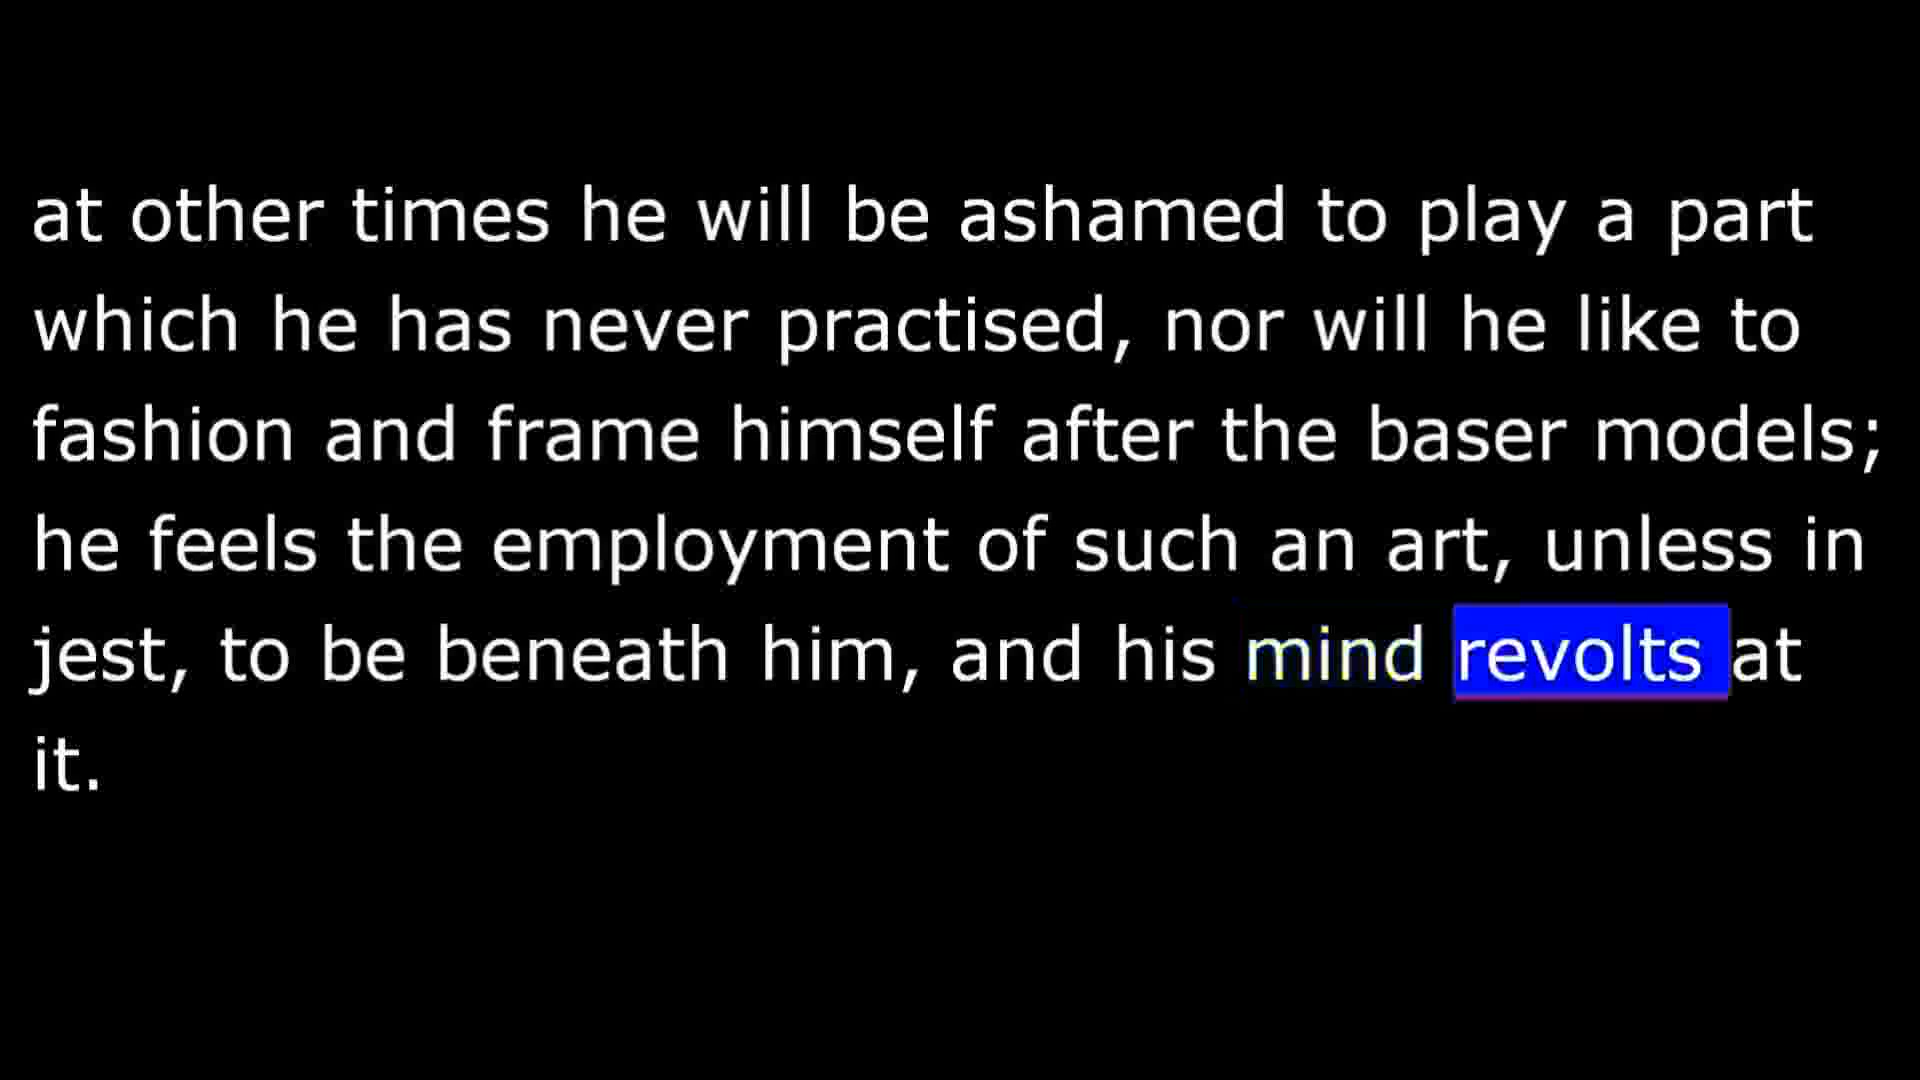 at other times he will be ashamed to play a part
which he has never practised, nor will he like to
fashion and frame himself after the baser models;
he feels the employment of such an art, unless in
jest, to be beneath him, and his mind revolts at
it.